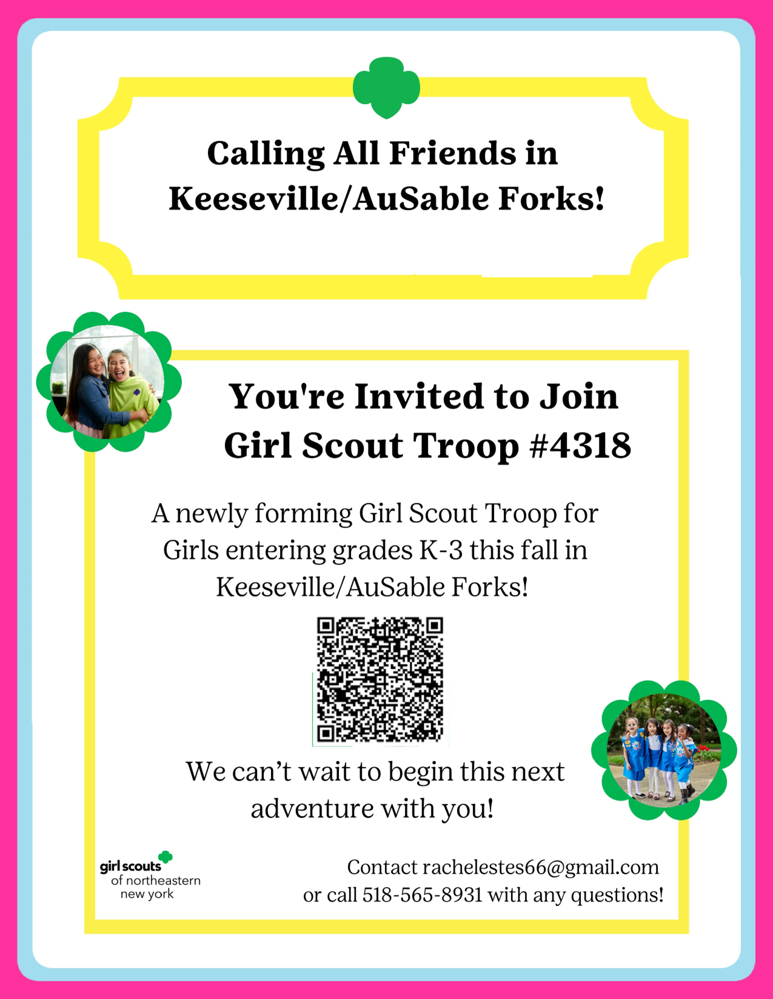 Calling All Friends in
Keeseville/AuSable Forks!
You're Invited to Join
Girl Scout Troop #4318
A newly forming Girl Scout Troop for
Girls entering grades K-3 this fall in
Keeseville/AuSable Forks!
We can’t wait to begin this next
adventure with you!
girl scouts
of northeastern
new york
Contact rachelestes66@gmail.com
or call 518-565-8931 with any questions!